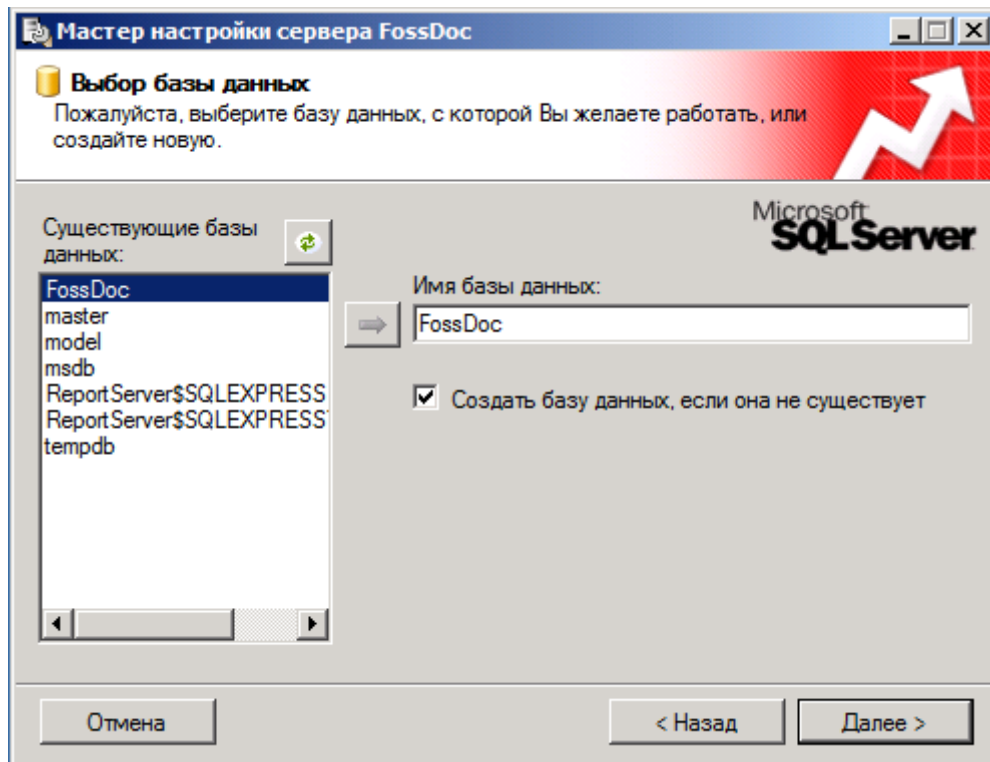 Мастер настройки сервера FossDoc
Выбор базы данных
Пожалуйста, выберите базу данных, с которой Вы желаете работать, или
создайте новую.
Существующие базы
данных:
Microsoft
SQL Server
FossDoc
master
model
msdb
ReportServer$SQLEXPRESS
ReportServer$SQLEXPRESS
tempdb
Имя базы данных:
FossDoc
Создать базу данных, если она не существует
Отмена
< Назад
Далее >